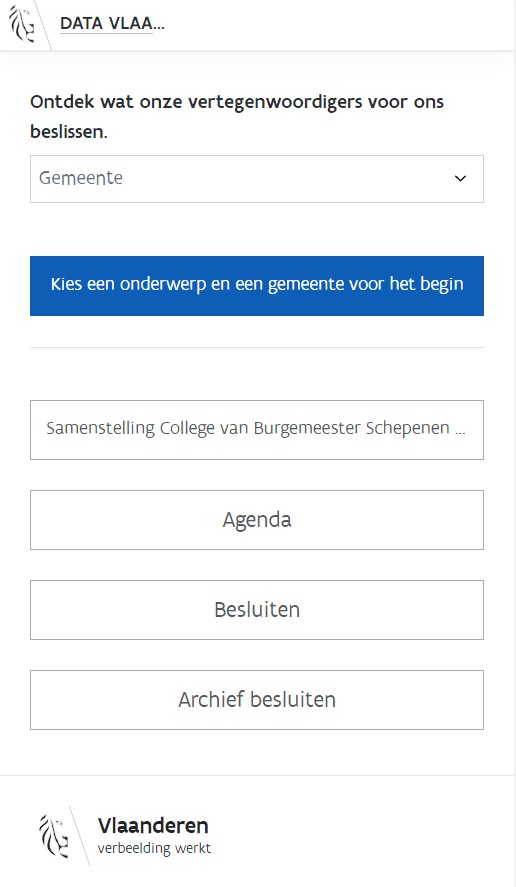 DATA VLAA...
Ontdek wat onze vertegenwoordigers voor ons
beslissen.
Gemeente
Kies een onderwerp en een gemeente voor het begin
Samenstelling College van Burgemeester Schepenen ...
Agenda
Besluiten
Archief besluiten
Vlaanderen
verbeelding werkt